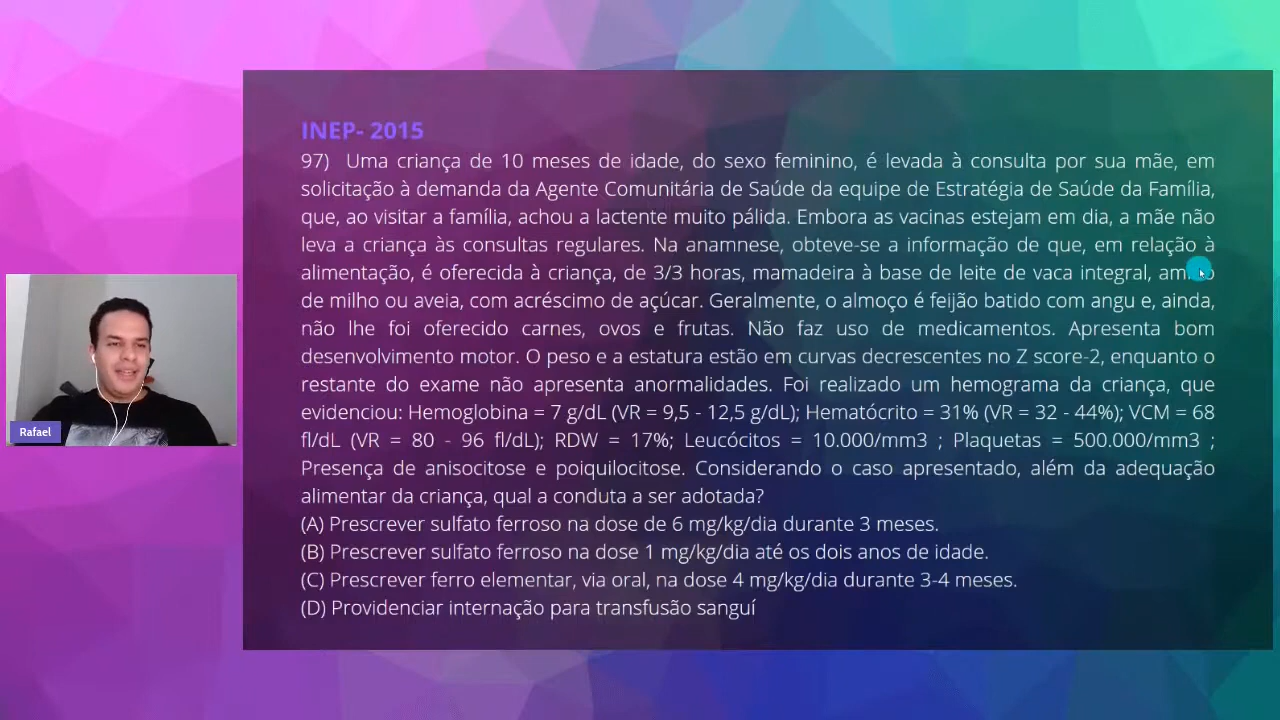 INEP- 2015
97) Uma criança de 10 meses de idade, do sexo feminino, é levada à consulta por sua mãe, em
solicitação à demanda da Agente Comunitária de Saúde da equipe de Estratégia de Saúde da Família,
que, ao visitar a família, achou a lactente muito pálida. Embora as vacinas estejam em dia, a mãe não
leva a criança às consultas regulares. Na anamnese, obteve-se a informação de que, em relação à
alimentação, é oferecida à criança, de 3/3 horas, mamadeira à base de leite de vaca integral,
de milho ou aveia, com acréscimo de açúcar. Geralmente, o almoço é feijão batido com angu e, ainda,
não lhe foi oferecido carnes, ovos e frutas. Não faz uso de medicamentos. Apresenta bom
desenvolvimento motor. O peso e a estatura estão em curvas decrescentes no Z score-2, enquanto o
restante do exame não apresenta anormalidades. Foi realizado um hemograma da criança, que
evidenciou: Hemoglobina = 7 g/dL (VR = 9,5 - 12,5 g/dL); Hematócrito = 31% (VR = 32 - 44%); VCM = 68
fl/dL (VR = 80 - 96 fl/dL); RDW = 17%; Leucócitos = 10.000/mm3 ; Plaquetas = 500.000/mm3 ;
Presença de anisocitose e poiquilocitose. Considerando o caso apresentado, além da adequação
alimentar da criança, qual a conduta a ser adotada?
(A) Prescrever sulfato ferroso na dose de 6 mg/kg/dia durante 3 meses.
(B) Prescrever sulfato ferroso na dose 1 mg/kg/dia até os dois anos de idade.
(C) Prescrever ferro elementar, via oral, na dose 4 mg/kg/dia durante 3-4 meses.
(D) Providenciar internação para transfusão sanguí
Rafael